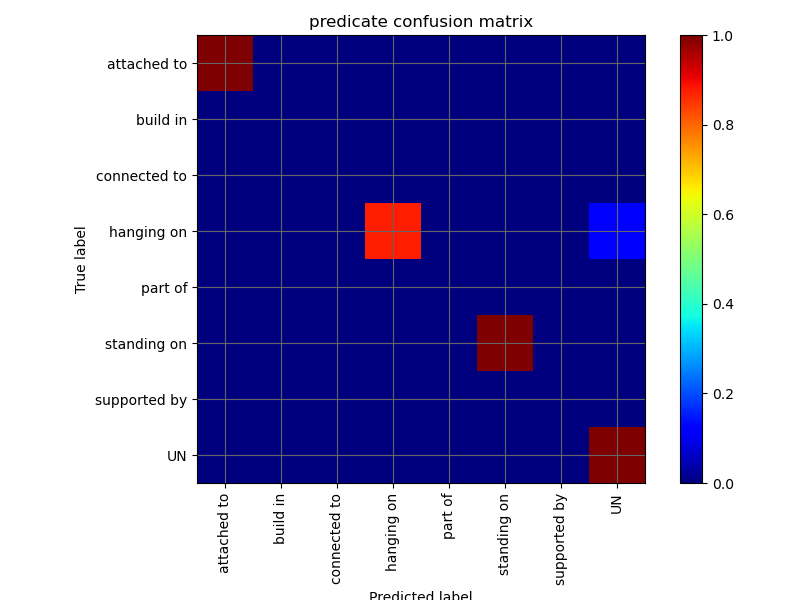 predicate confusion matrix
attached to
build in
connected to
hanging on
part of
standing on
supported by
UN
True label
attached to
build in
connected to
hanging on
part of
standing on
supported by
UN
Predicted label
1.0
0.8
0.6
0.4
0.2
0.0